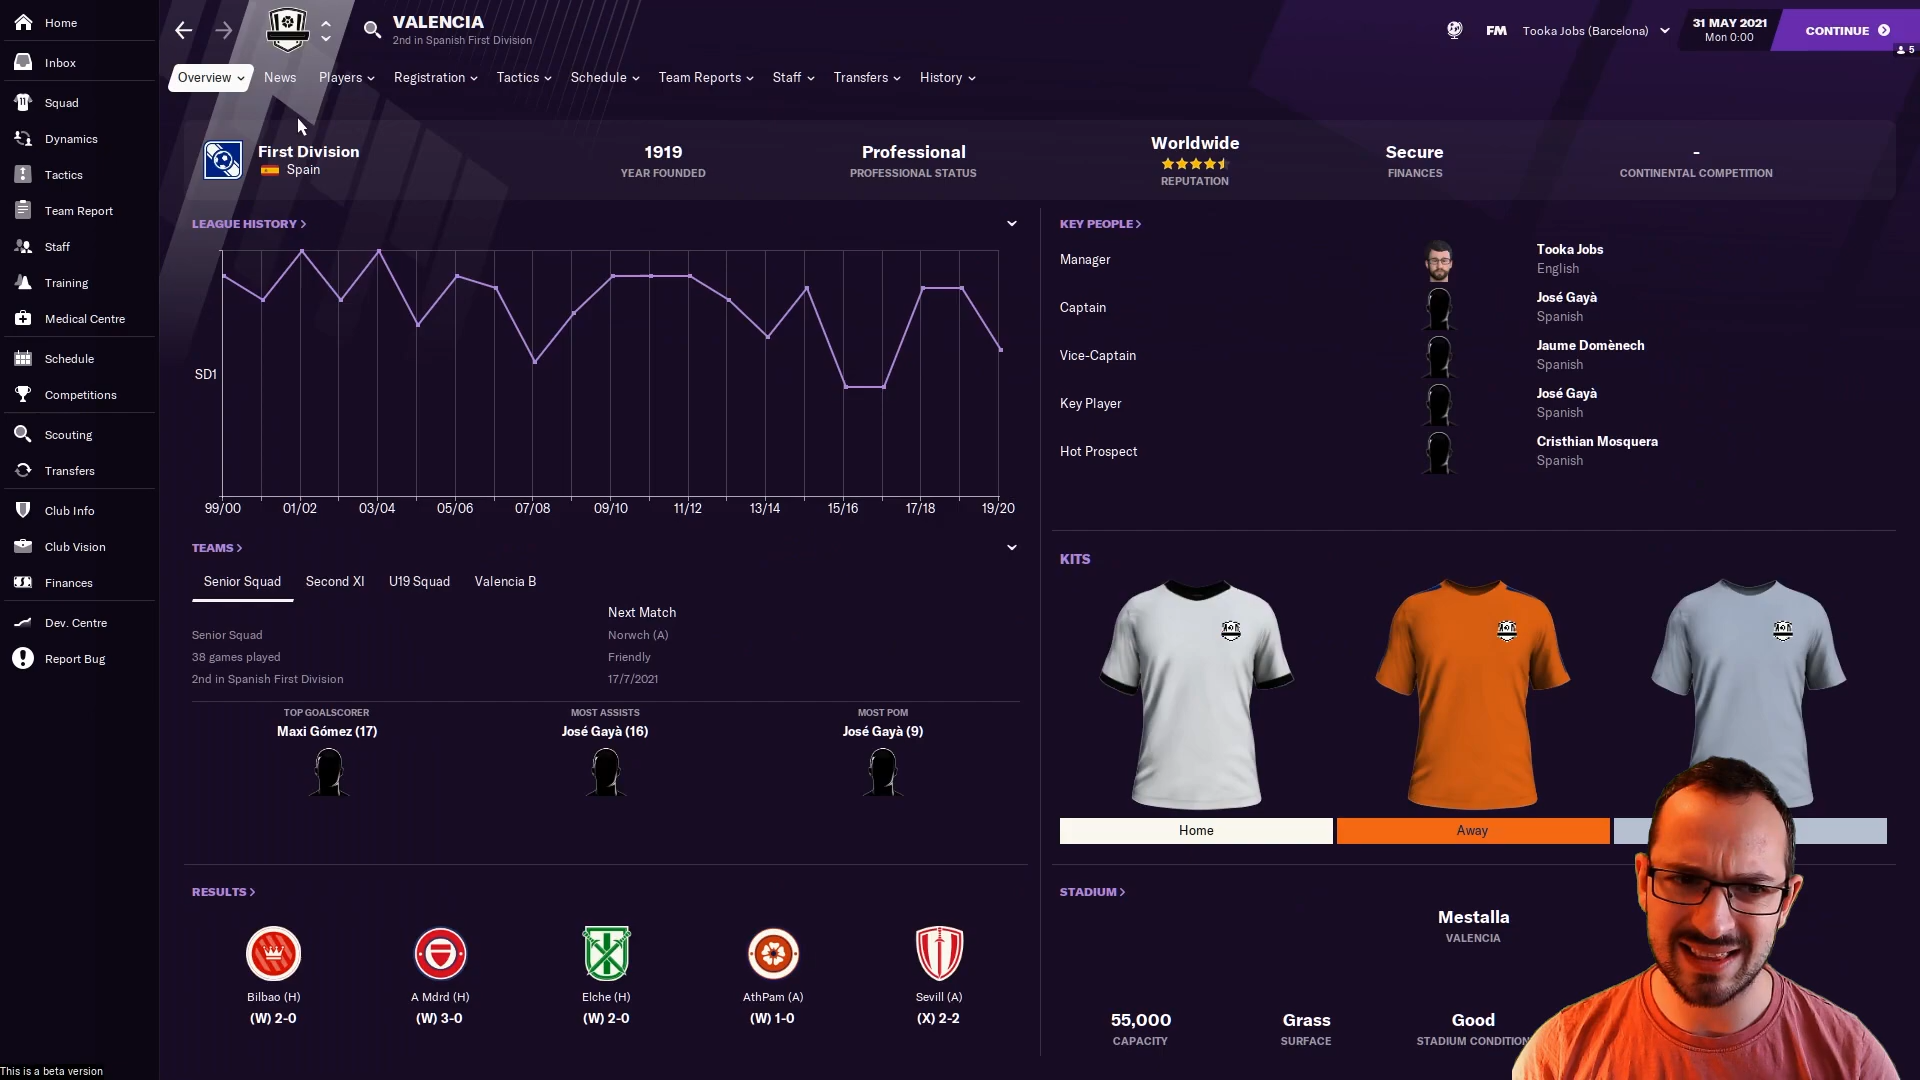 Home
Inbox
Squad
Dynamics
Tactics
Team Report
Staff
Training
Medical Centre
Schedule
Competitions
Scouting
Transfers
Club Info
Club Vision
Finances
Dev. Centre
Report Bug
This is a beta version
VALENCIA
2nd in Spanish First Division
FM
Tooka Jobs (Barcelona)
31 MAY 2021
Mon 0:00
CONTINUE
5
Overview
News
Players
Registration
Tactics
Schedule
Team Reports
Staff
Transfers
History
First Division
Spain
1919
YEAR FOUNDED
Professional
PROFESSIONAL STATUS
Worldwide
REPUTATION
Secure
FINANCES
-
CONTINENTAL COMPETITION
LEAGUE HISTORY
SD1
99/00 01/02 03/04 05/06 07/08 09/10 11/12 13/14 15/16 17/18 19/20
TEAMS
Senior Squad Second XI U19 Squad Valencia B
Senior Squad
38 games played
2nd in Spanish First Division
Next Match
Norwch (A)
Friendly
17/7/2021
TOP GOALSCORER
Maxi Gómez (17)
MOST ASSISTS
José Gayà (16)
MOST POM
José Gayà (9)
RESULTS
Bilbao (H)
(W) 2-0
A Mdrd (H)
(W) 3-0
Elche (H)
(W) 2-0
AthPam (A)
(W) 1-0
Sevill (A)
(X) 2-2
KEY PEOPLE
Manager
Tooka Jobs
English
Captain
José Gayà
Spanish
Vice-Captain
Jaume Domènech
Spanish
Key Player
José Gayà
Spanish
Hot Prospect
Cristhian Mosquera
Spanish
KITS
Home
Away
STADIUM
Mestalla
VALENCIA
55,000
CAPACITY
Grass
SURFACE
Good
STADIUM CONDITION